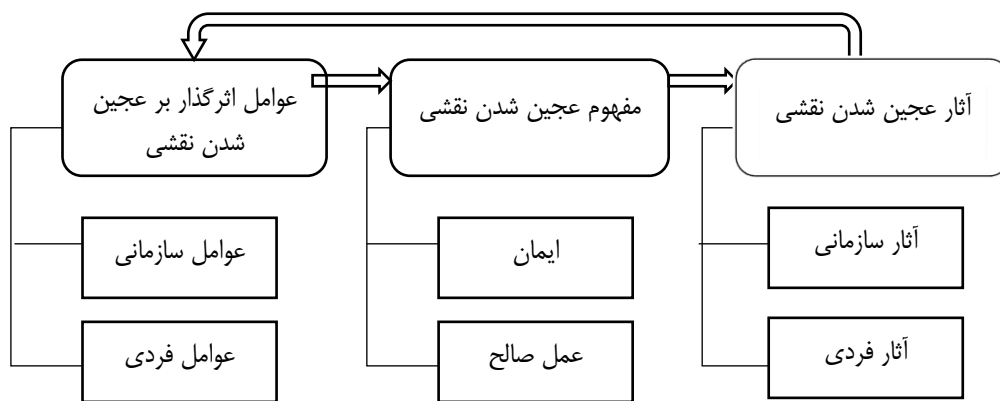 عوامل اثرگذار بر عجین
شدن نقشی
مفهوم عجین شدن نقشی
آثار عجین شدن نقشی
عوامل سازمانی
ایمان
آثار سازمانی
عوامل فردی
عمل صالح
آثار فردی